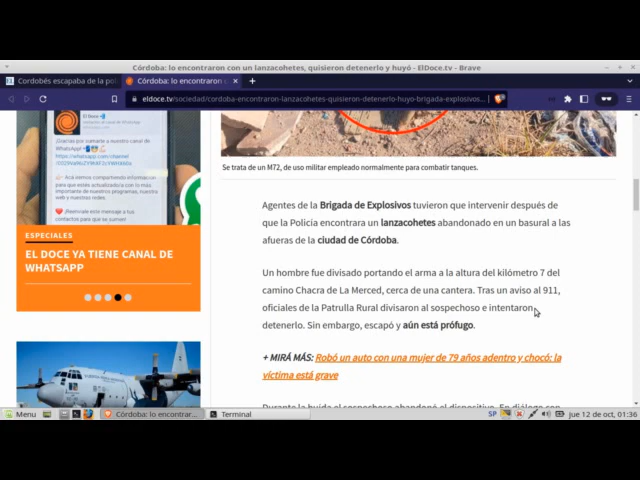 Córdoba: lo encontraron con un lanzacohetes, quisieron detenerlo y huyó - ElDoce.tv - Brave
Cordobés escapaba de la poli
Córdoba: lo encontraron
eldoce.tv/sociedad/cordoba-encontraron-lanzacohetes-quisieron-detenerlo-huyo-brigada-explosivos...
El Doce
¡Gracias por sumarte a nuestro canal de
WhatsApp!
https://whatsapp.com/channel
Acá iremos compartiendo información
para que estés actualizado/a con lo más
importante de nuestros programas, nuestro
web y nuestras redes
¡Reenviale este mensaje a tus
contactos para que se sumen!
ESPECIALES
EL DOCE YA TIENE CANAL DE
WHATSAPP
Se trata de un M72, de uso militar empleado normalmente para combatir tanques.
Agentes de la Brigada de Explosivos tuvieron que intervenir después de
que la Policía encontrara un lanzacohetes abandonado en un basural a las
afueras de la ciudad de Córdoba.
Un hombre fue divisado portando el arma a la altura del kilómetro 7 del
camino Chacra de La Merced, cerca de una cantera. Tras un aviso al 911,
oficiales de la Patrulla Rural divisaron al sospechoso e intentaron
detenerlo. Sin embargo, escapó y aún está prófugo.
+ MIRÁ MÁS: Robó un auto con una mujer de 79 años adentro y chocó: la
víctima está grave
Durante la huida el sospechoso abandonó el dispositivo. En diálogo con
Menu
Córdoba: lo encontrar...
Terminal
SP
jue 12 de oct, 01:36